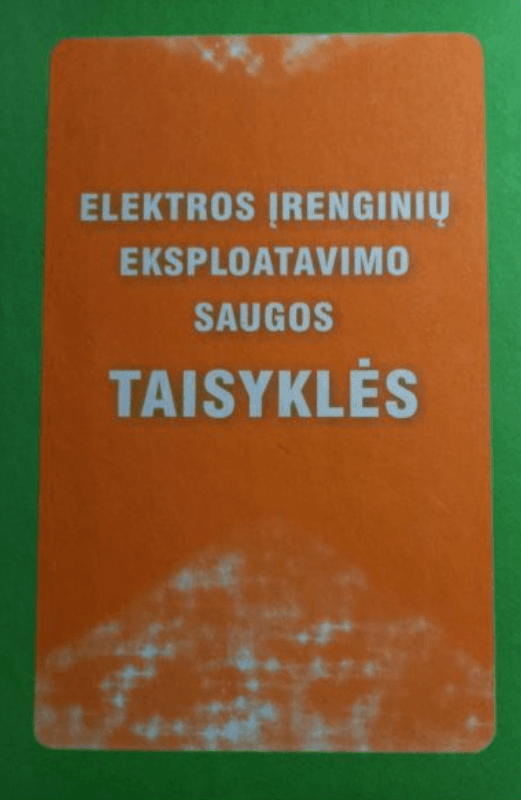 ELEKTROS ĮRENGINIŲ
EKSPLOATAVIMO
SAUGOS
TAISYKLĖS